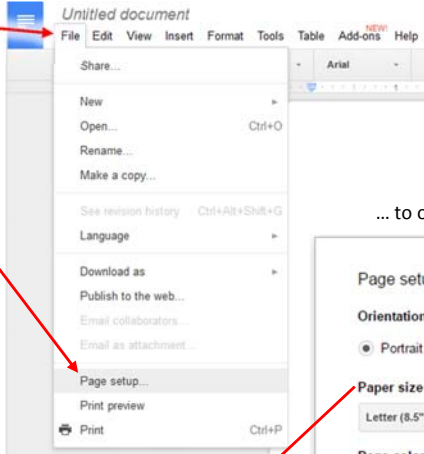 Untitled document
File Edit View Insert Format Tools Table Add-ons NEW! Help
Share...
Arial
New
Open... Ctrl+O
Rename...
Make a copy...
See revision history Ctrl+Alt+Shift+G
... to
Language
Download as
Page
Publish to the web...
Email collaborators...
Orientation
Email as attachment...
Portrait
Page setup...
Paper size
Print preview
Letter (8.5"
Print Ctrl+P